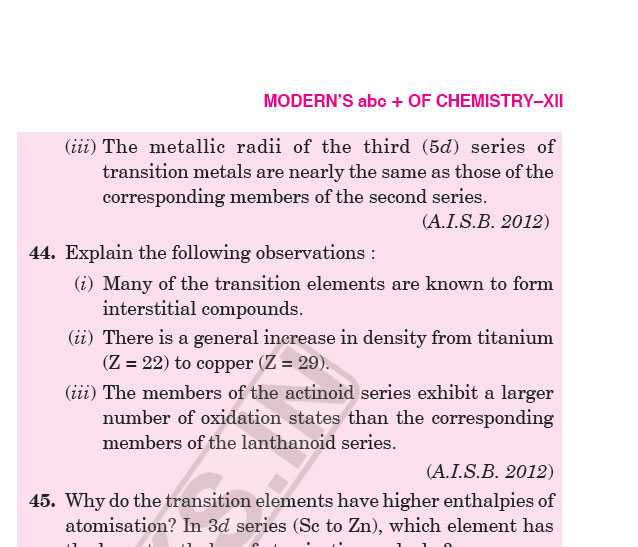 MODERN'S abc + OF CHEMISTRY–XII
(iii) The metallic radii of the third (5d) series of
transition metals are nearly the same as those of the
corresponding members of the second series.
(A.I.S.B. 2012)
44. Explain the following observations :
(i) Many of the transition elements are known to form
interstitial compounds.
(ii) There is a general increase in density from titanium
(Z = 22) to copper (Z = 29).
(iii) The members of the actinoid series exhibit a larger
number of oxidation states than the corresponding
members of the lanthanoid series.
(A.I.S.B. 2012)
45. Why do the transition elements have higher enthalpies of
atomisation? In 3d series (Sc to Zn), which element has